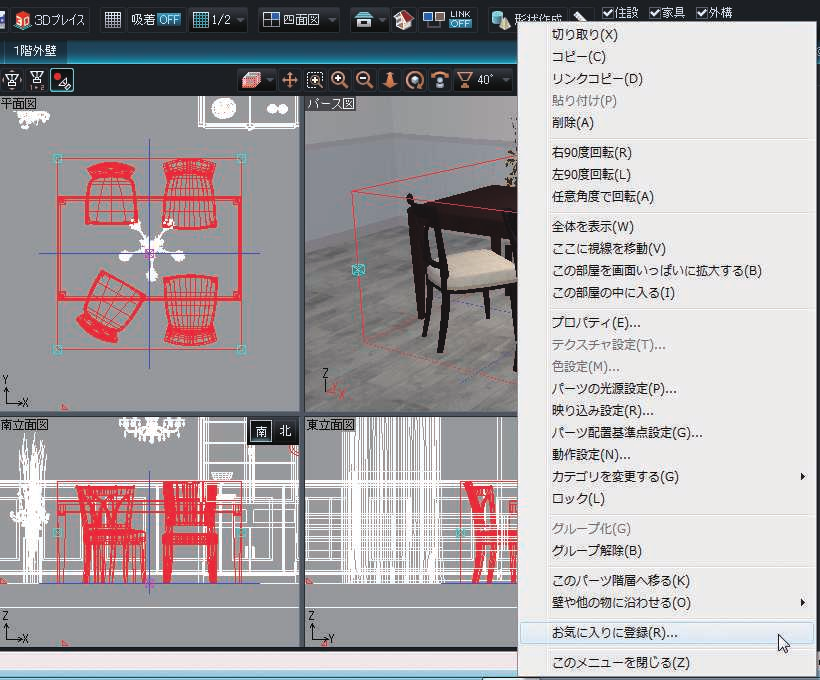 3Dプレイス
吸着 OFF
1/2
四面図
LINK
OFF
形状作成
住設
家具
外構
1階外壁
40°
平面図
パース図
Y
X
Z
Y
X
南立面図
南
北
東立面図
Z
X
Z
Y
切り取り(X)
コピー(C)
リンクコピー(D)
貼り付け(P)
削除(A)
右90度回転(R)
左90度回転(L)
任意角度で回転(A)
全体を表示(W)
ここに視線を移動(V)
この部屋を画面いっぱいに拡大する(B)
この部屋の中に入る(I)
プロパティ(E)...
テクスチャ設定(T)...
色設定(M)...
パーツの光源設定(P)...
映り込み設定(R)...
パーツ配置基準点設定(G)...
動作設定(N)...
カテゴリを変更する(G)
ロック(L)
グループ化(G)
グループ解除(B)
このパーツ階層へ移る(K)
壁や他の物に沿わせる(O)
お気に入りに登録(R)...
このメニューを閉じる(Z)